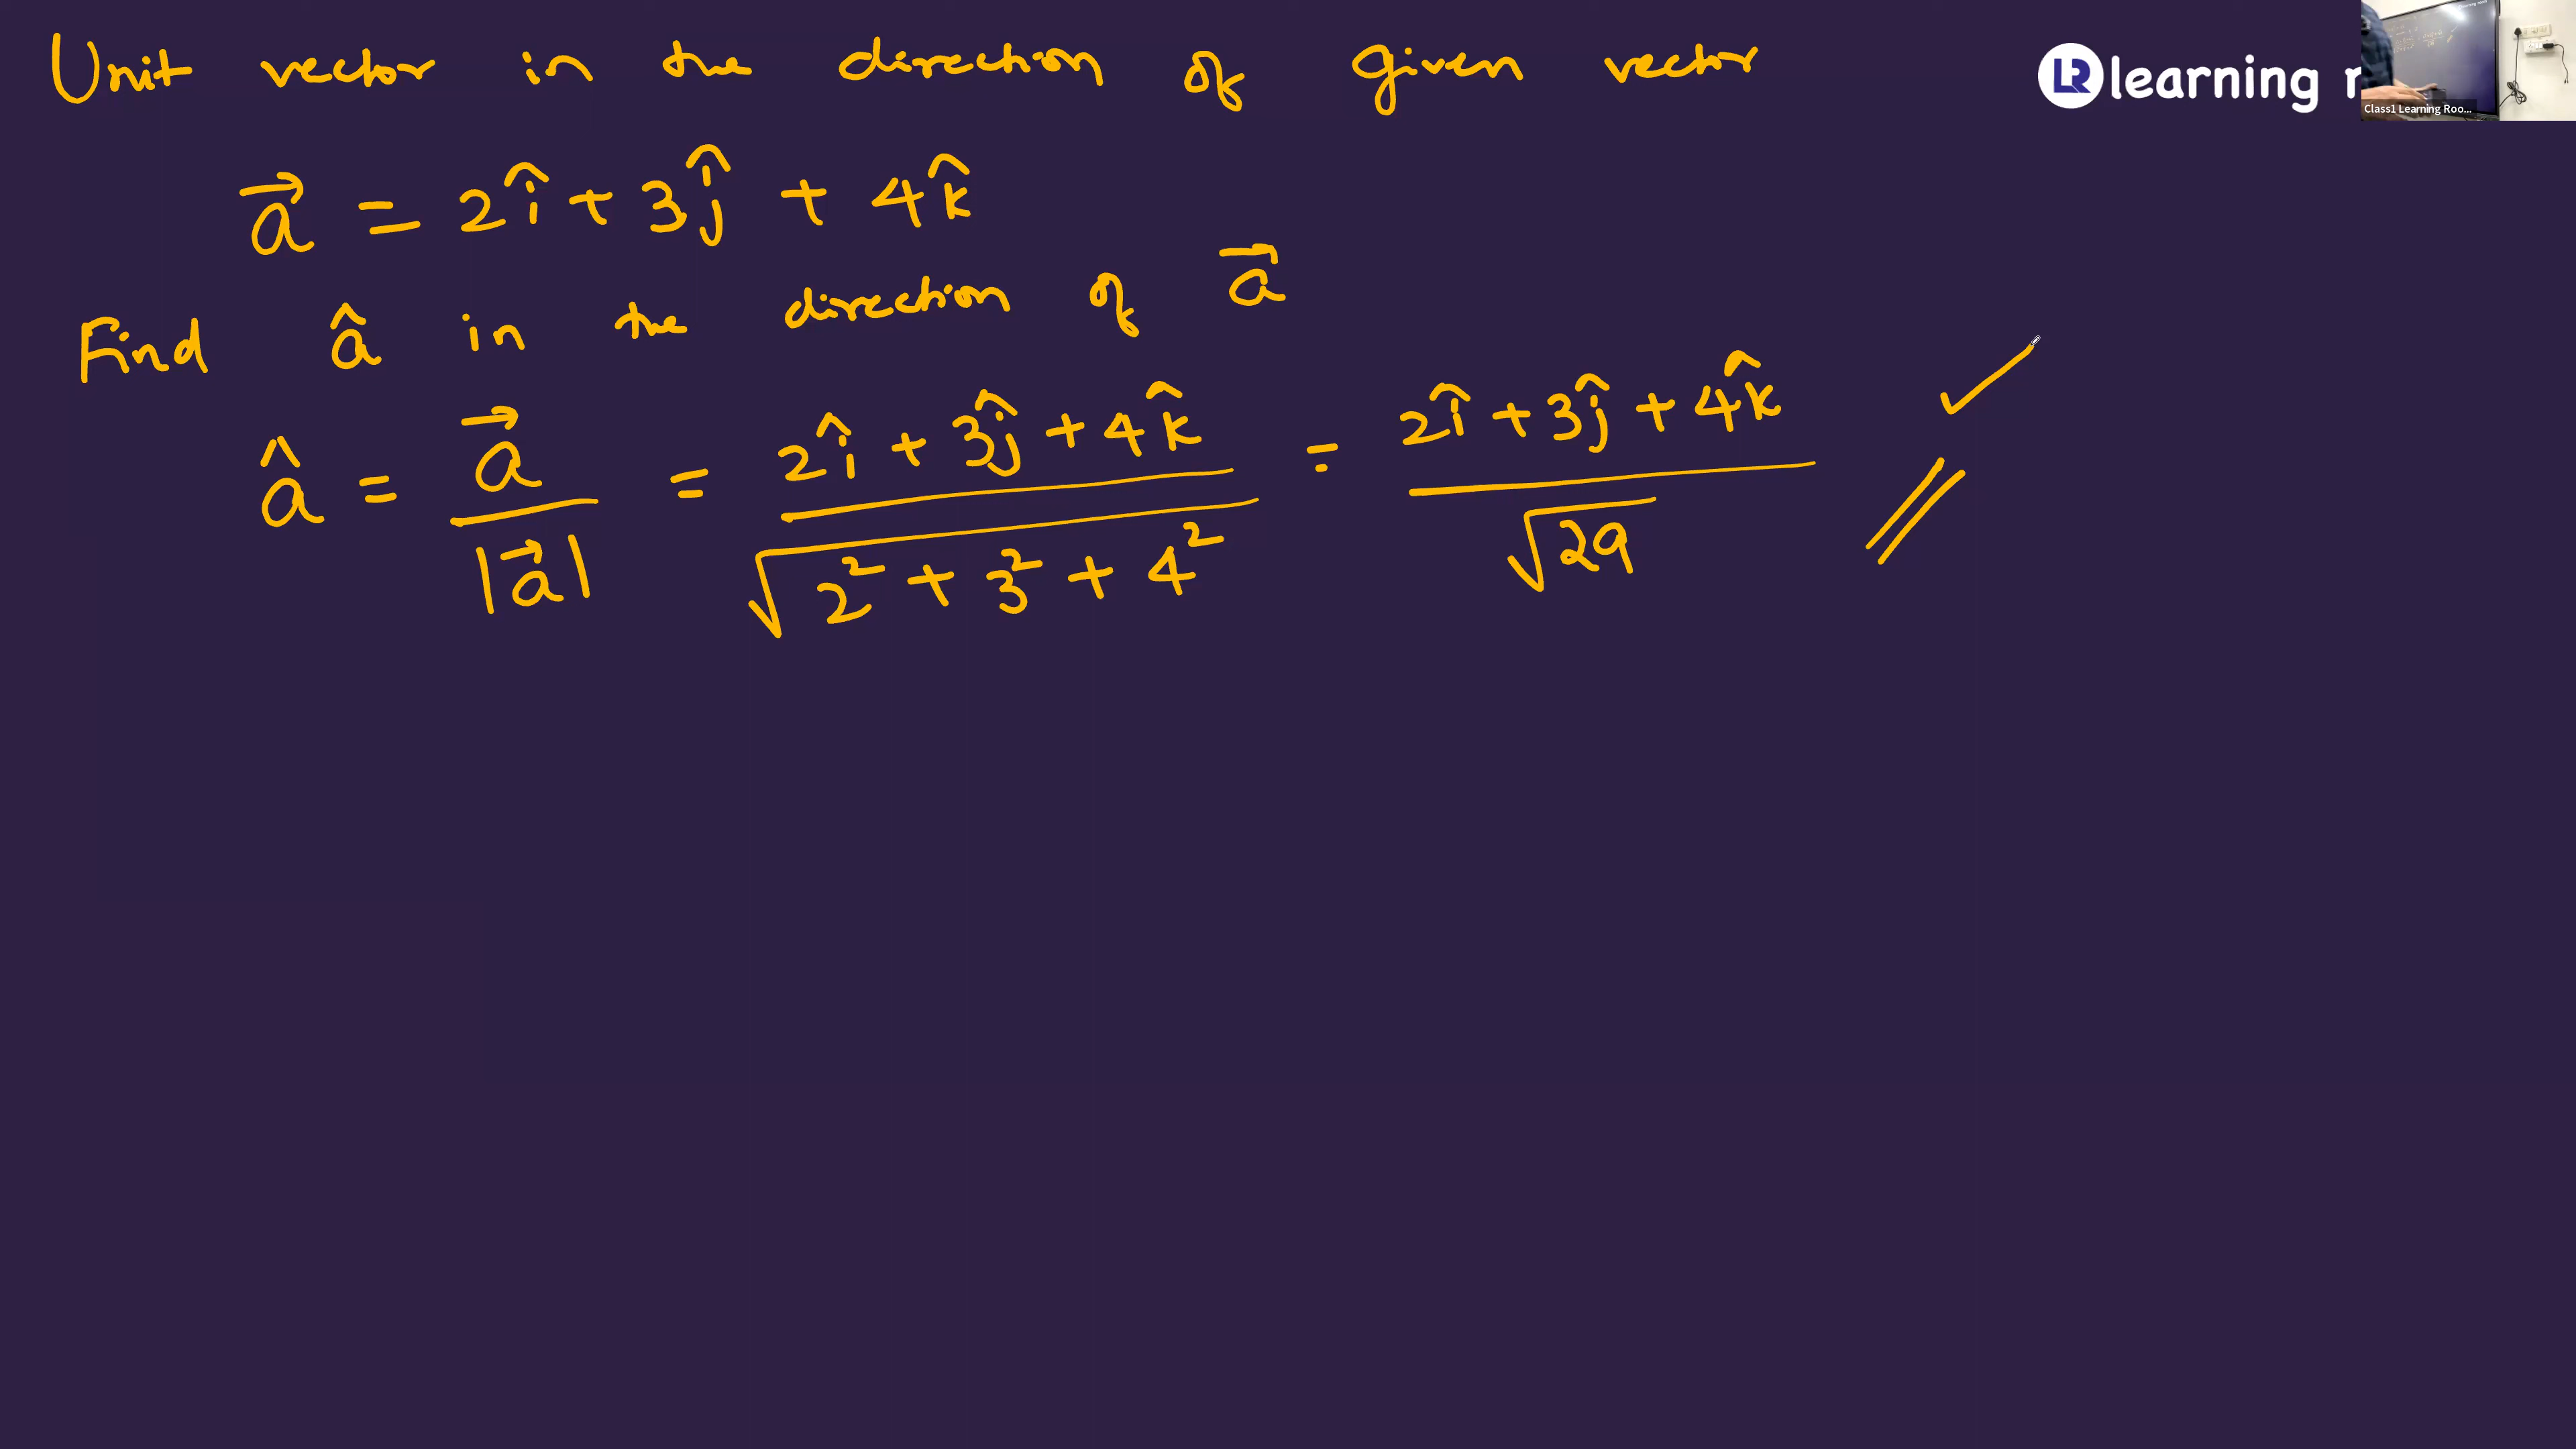 Unit vector in the direction of given vector
LR learning r
Class1 Learning Roo...
a⃗ = 2î + 3ĵ + 4k̂
Find â in the direction of a⃗
â = a⃗ / |a⃗| = (2î + 3ĵ + 4k̂) / √(2² + 3² + 4²) = (2î + 3ĵ + 4k̂) / √29